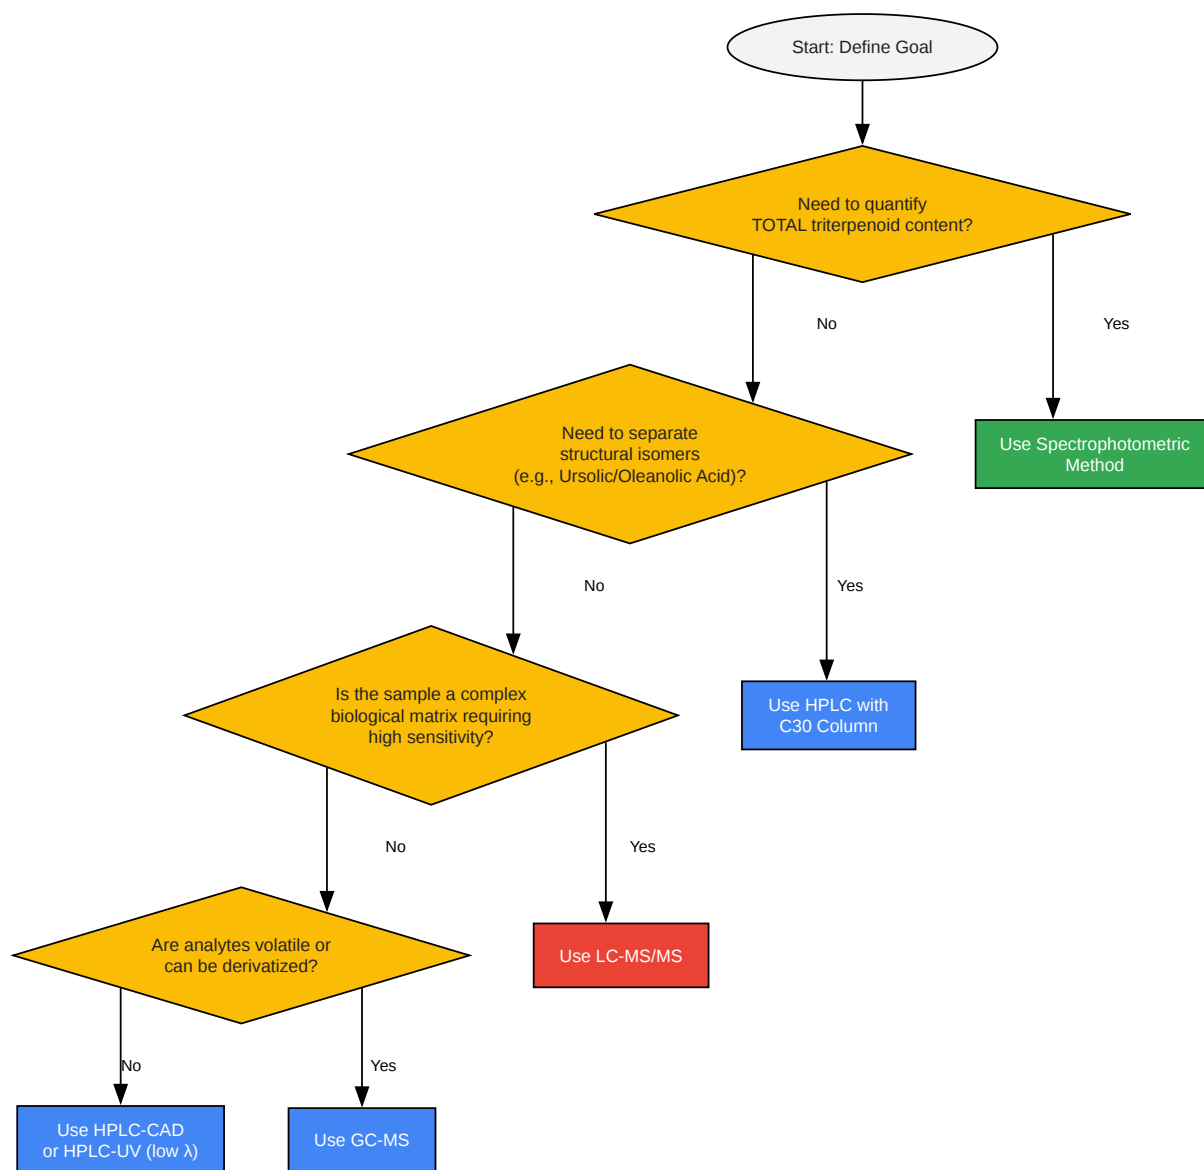 Start: Define Goal
Need to quantify
TOTAL triterpenoid content?
No
Yes
Need to separate
structural isomers
(e.g., Ursolic/Oleanolic Acid)?
Use Spectrophotometric
Method
No
Yes
Is the sample a complex
biological matrix requiring
high sensitivity?
Use HPLC with
C30 Column
No
Yes
Are analytes volatile or
can be derivatized?
Use LC-MS/MS
No
Yes
Use HPLC-CAD
or HPLC-UV (low λ)
Use GC-MS